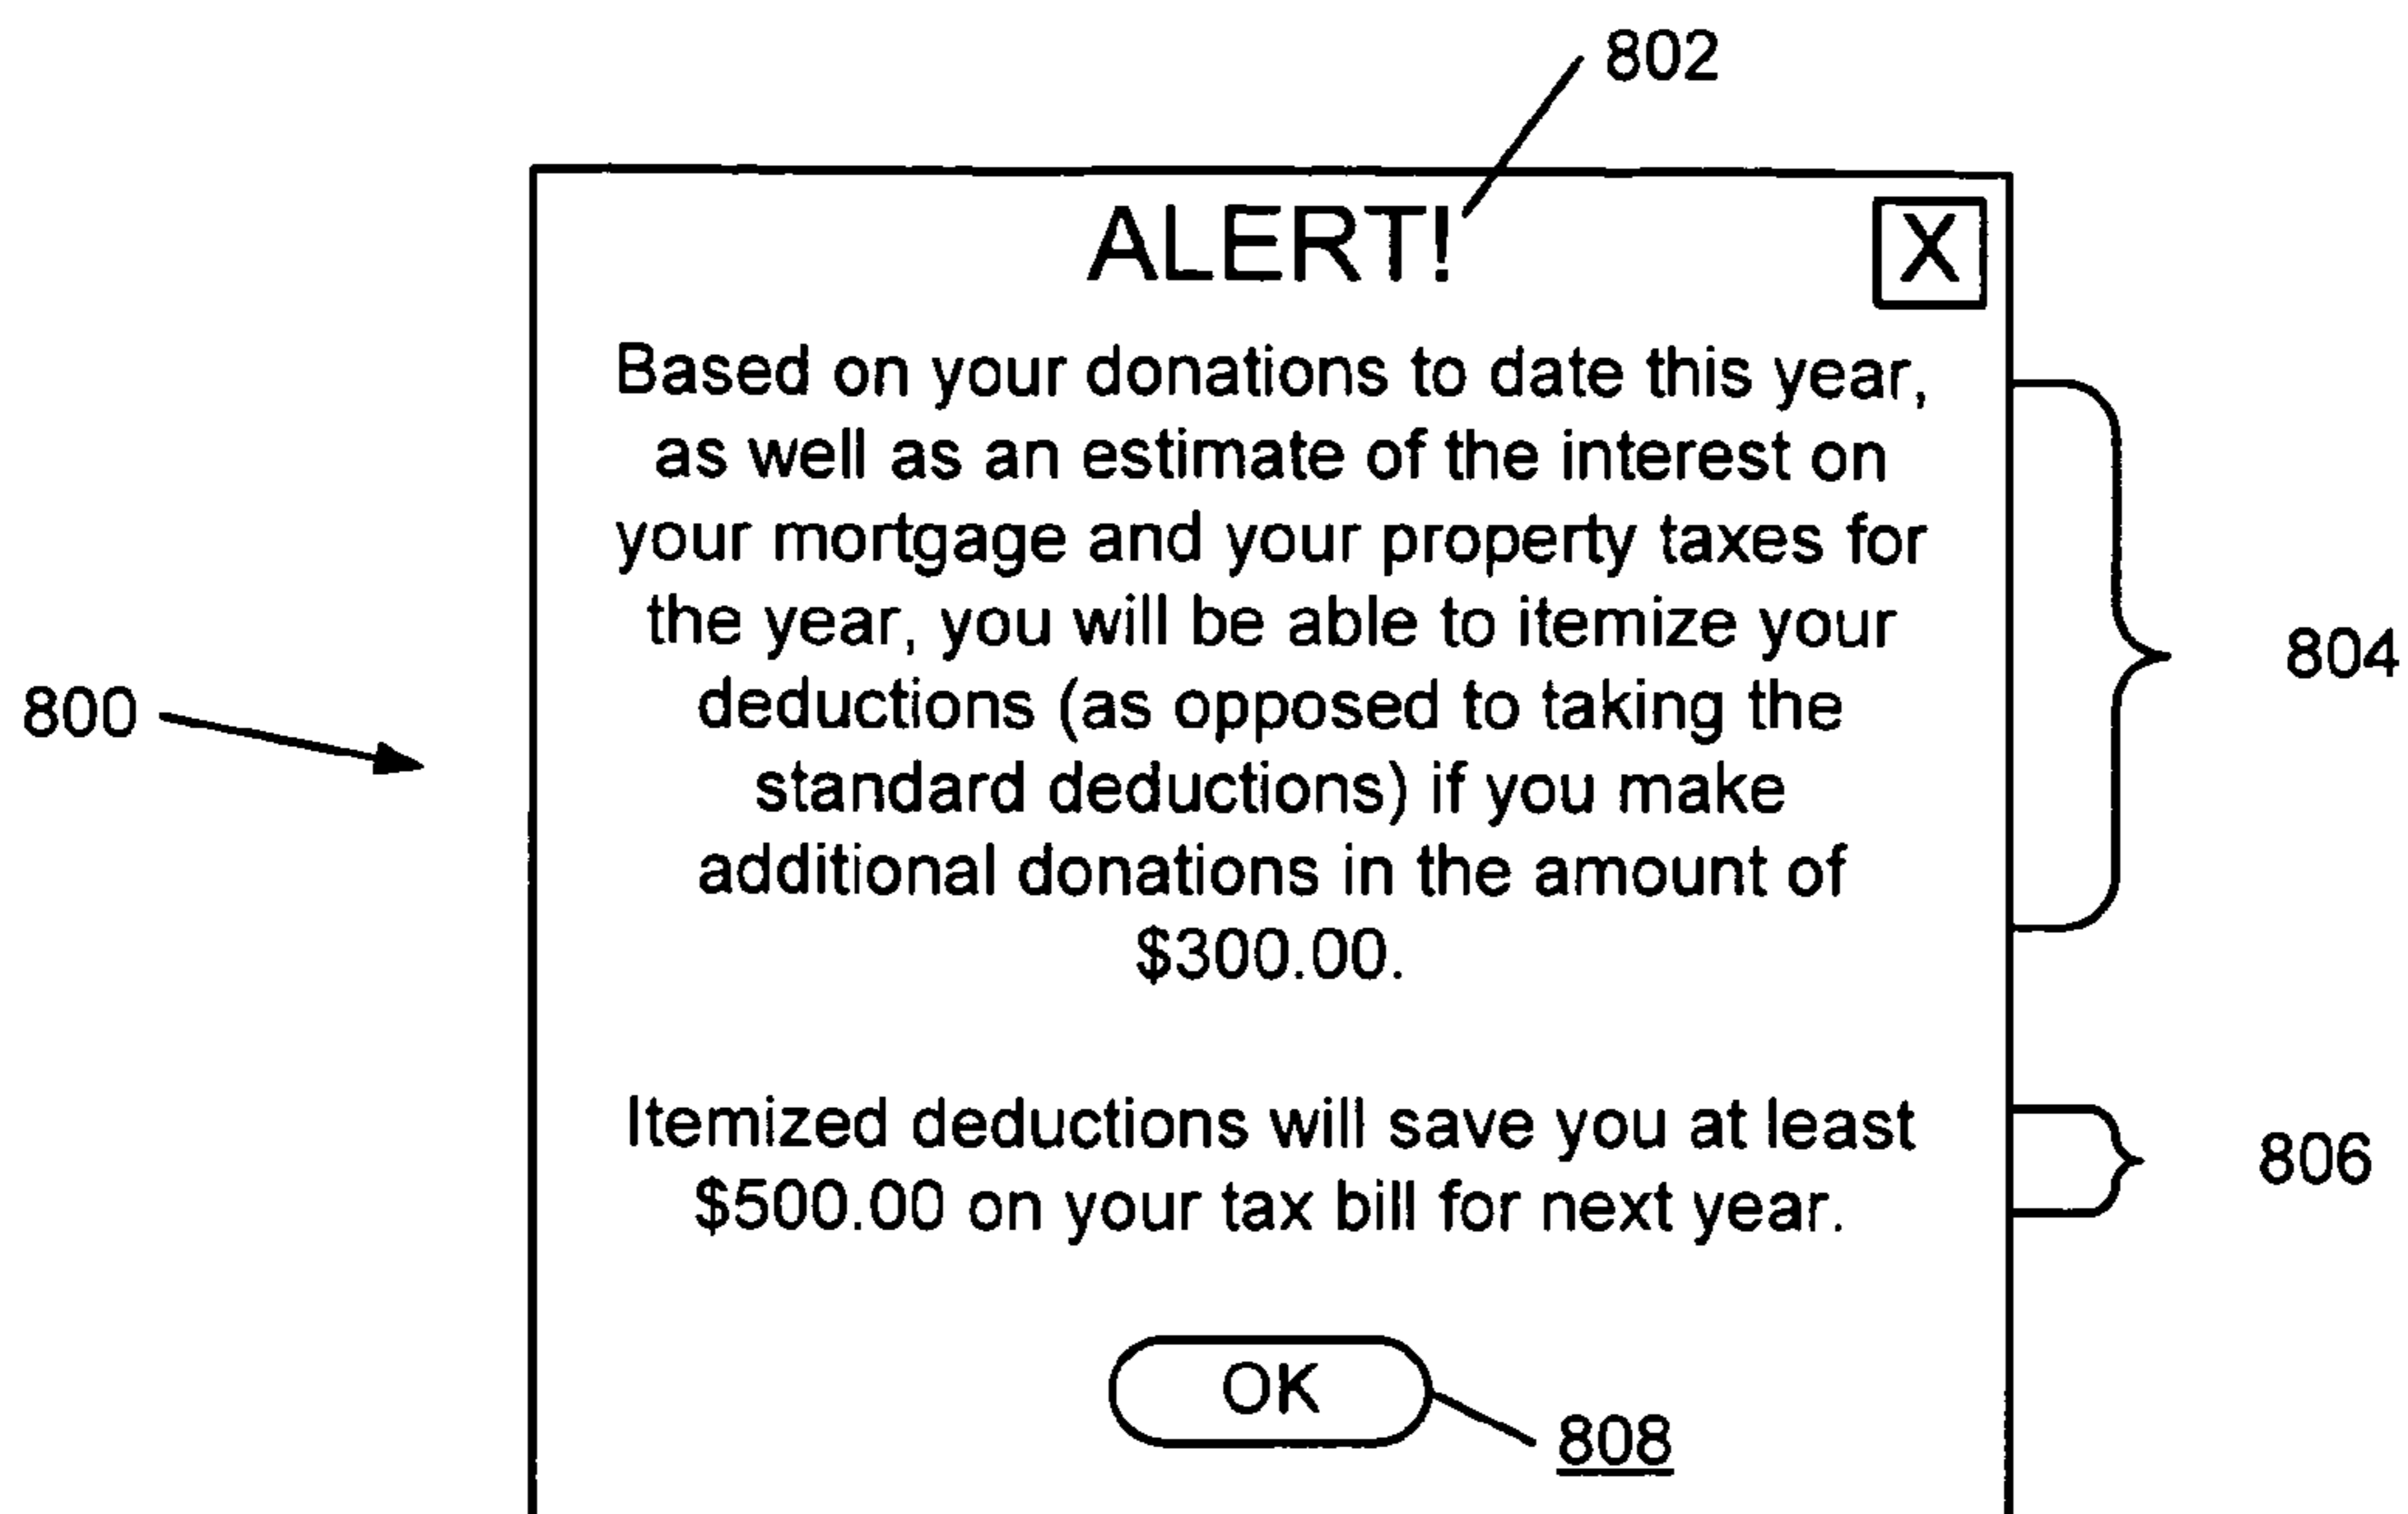 802
ALERT!
X
Based on your donations to date this year,
as well as an estimate of the interest on
your mortgage and your property taxes for
the year, you will be able to itemize your
deductions (as opposed to taking the
standard deductions) if you make
additional donations in the amount of
$300.00.
804
800
Itemized deductions will save you at least
$500.00 on your tax bill for next year.
806
OK
808